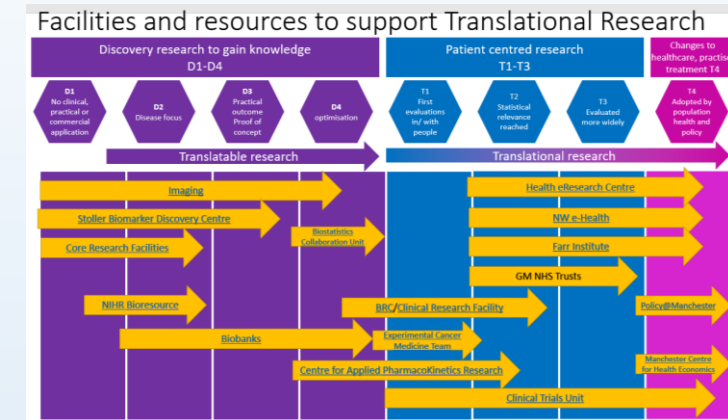 Facilities and resources to support Translational Research
Discovery research to gain knowledge
D1-D4
Patient centred research
T1-T3
Changes to
healthcare, practise
treatment T4
D1
No clinical,
practical or
commercial
application
D2
Disease focus
D3
Practical
outcome
Proof of
concept
D4
optimisation
T1
First
evaluations
in/ with
people
T2
Statistical
relevance
reached
T3
Evaluated
more widely
T4
Adopted by
population
health and
policy
Translatable research
Translational research
Imaging
Health eResearch Centre
Stoller Biomarker Discovery Centre
NW e-Health
Biostatistics
Collaboration Unit
Core Research Facilities
Farr Institute
GM NHS Trusts
NIHR Bioresource
BRC/Clinical Research Facility
Policy@Manchester
Biobanks
Experimental Cancer
Medicine Team
Centre for Applied PharmacoKinetics Research
Manchester Centre
for Health Economics
Clinical Trials Unit